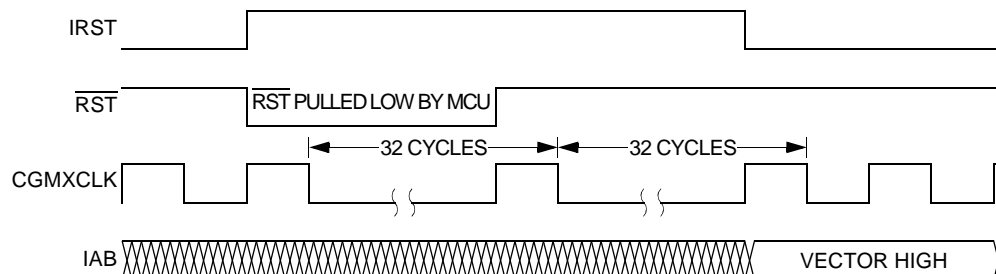 IRST
RST
RST PULLED LOW BY MCU
32 CYCLES
32 CYCLES
CGMXCLK
IAB
VECTOR HIGH